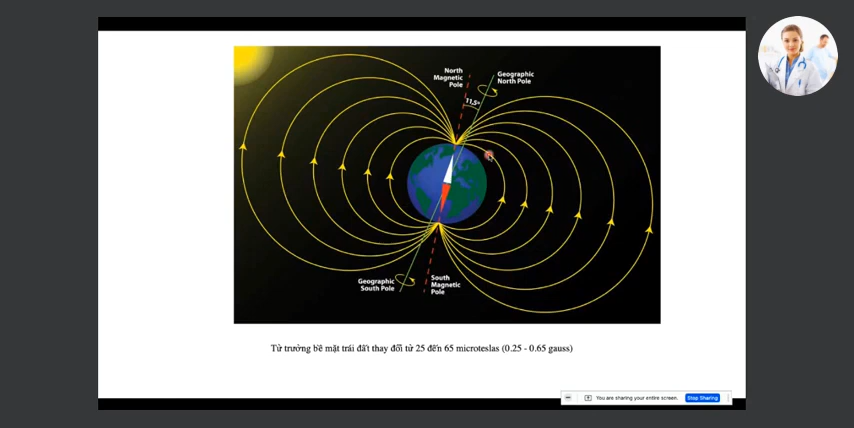 North
Magnetic
Pole
Geographic
North Pole
11,5°
Geographic
South Pole
South
Magnetic
Pole
Từ trường bề mặt trái đất thay đổi từ 25 đến 65 microteslas (0.25 - 0.65 gauss)
You are sharing your entire screen.
Stop Sharing